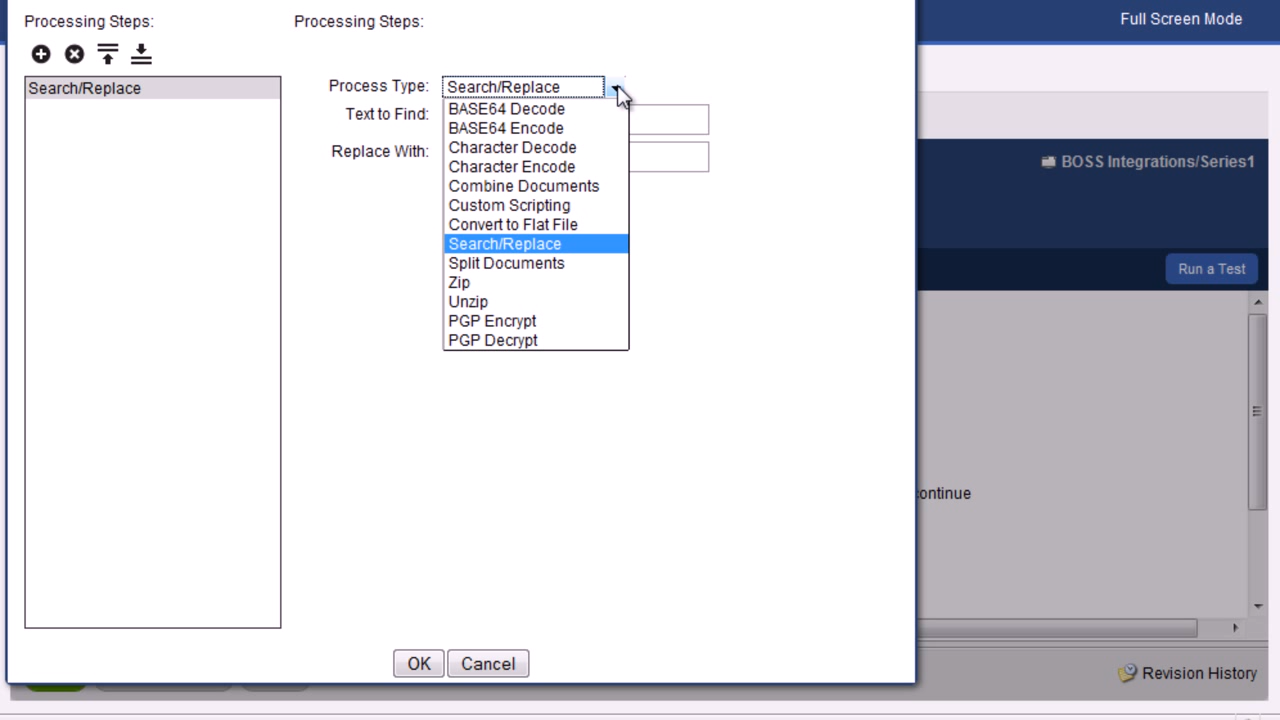 Processing Steps:
Processing Steps:
Full Screen Mode
Search/Replace
Process Type:
Search/Replace
Text to Find:
Replace With:
BASE64 Decode
BASE64 Encode
Character Decode
Character Encode
Combine Documents
Custom Scripting
Convert to Flat File
Search/Replace
Split Documents
Zip
Unzip
PGP Encrypt
PGP Decrypt
BOSS Integrations/Series1
Run a Test
continue
OK
Cancel
Revision History